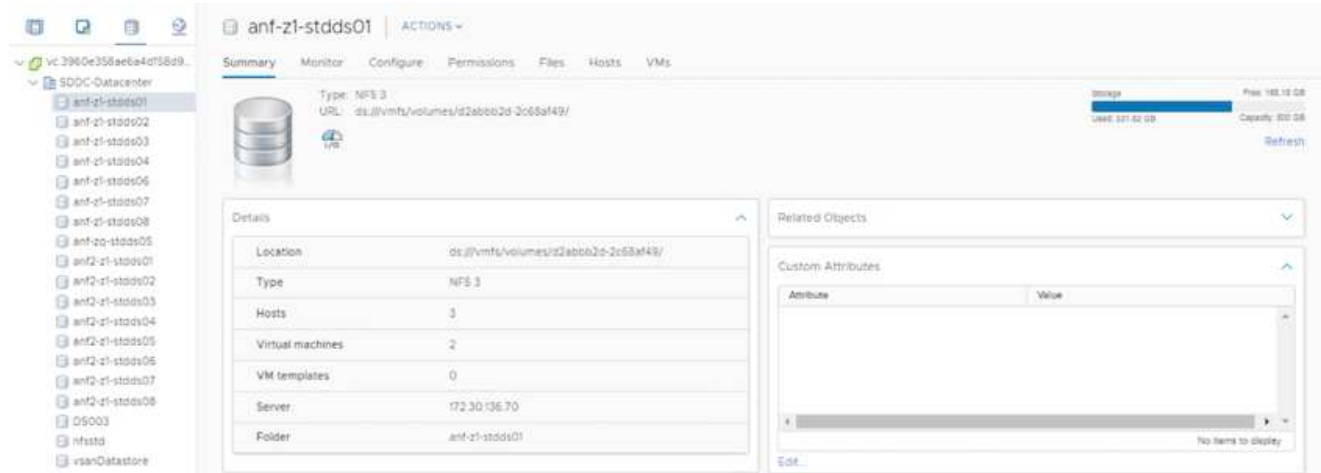 anf-z1-stdds01 ACTIONS
vc.3960e358ae6a4d158d9...
SDDC-Datacenter
anf-z1-stdds01
anf-z1-stdds02
anf-z1-stdds03
anf-z1-stdds04
anf-z1-stdds06
anf-z1-stdds07
anf-z1-stdds08
anf-zq-stdds05
anf2-z1-stdds01
anf2-z1-stdds02
anf2-z1-stdds03
anf2-z1-stdds04
anf2-z1-stdds05
anf2-z1-stdds06
anf2-z1-stdds07
anf2-z1-stdds08
DS003
nfsstd
vsanDatastore
Summary Monitor Configure Permissions Files Hosts VMs
Type: NFS 3
URL: ds:///vmfs/volumes/d2abbb2d-2c68af49/
Storage Free: 168.18 GB
Used: 331.82 GB Capacity: 500 GB
Refresh
Details
Location ds:///vmfs/volumes/d2abbb2d-2c68af49/
Type NFS 3
Hosts 3
Virtual machines 2
VM templates 0
Server 172.30.136.70
Folder anf-z1-stdds01
Related Objects
Custom Attributes
Attribute Value
No items to display
Edit...